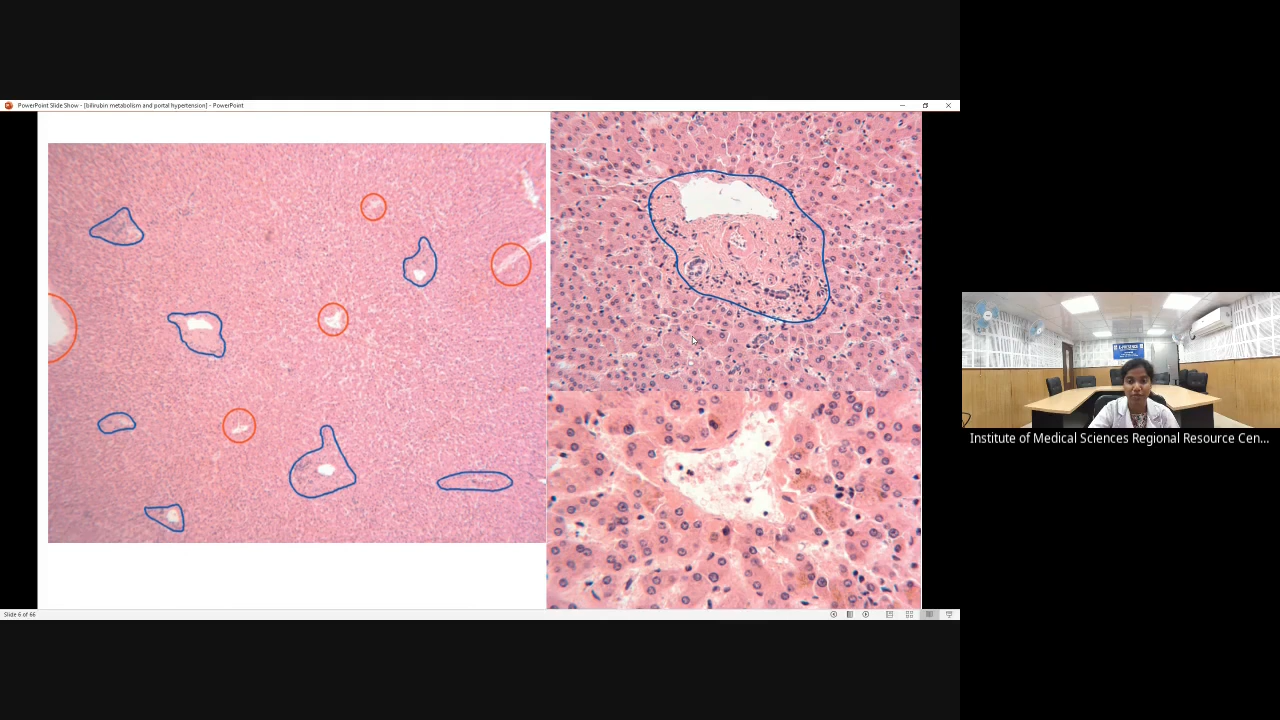 PowerPoint Slide Show - [bilirubin metabolism and portal hypertension] - PowerPoint
Slide 6 of 66
Institute of Medical Sciences Regional Resource Cen...